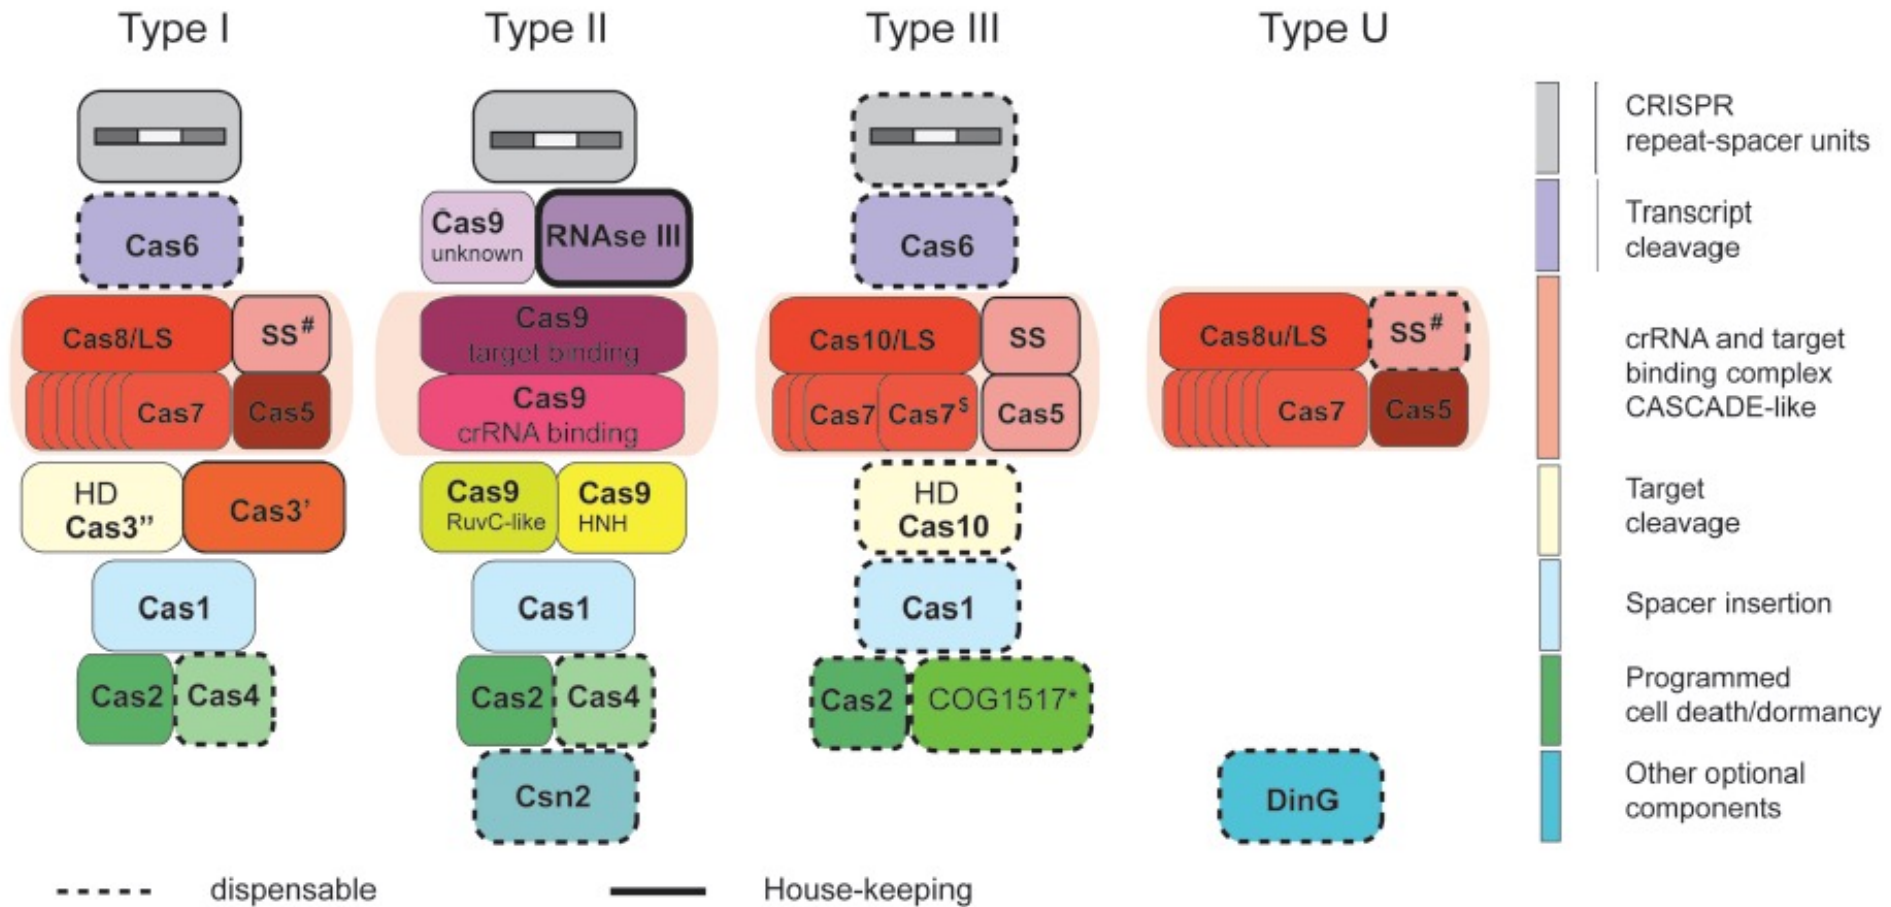 Type I
Type II
Type III
Type U
CRISPR
repeat-spacer units
Cas6
Cas9
unknown
RNAse III
Cas6
Transcript
cleavage
Cas8/LS
SS#
Cas7
Cas5
Cas9
target binding
Cas9
crRNA binding
Cas10/LS
SS
Cas7
Cas7$
Cas5
Cas8u/LS
SS#
Cas7
Cas5
crRNA and target
binding complex
CASCADE-like
HD
Cas3”
Cas3’
Cas9
RuvC-like
Cas9
HNH
HD
Cas10
Target
cleavage
Cas1
Cas1
Cas1
Spacer insertion
Cas2
Cas4
Cas2
Cas4
Cas2
COG1517*
Programmed
cell death/dormancy
Csn2
DinG
Other optional
components
dispensable
House-keeping